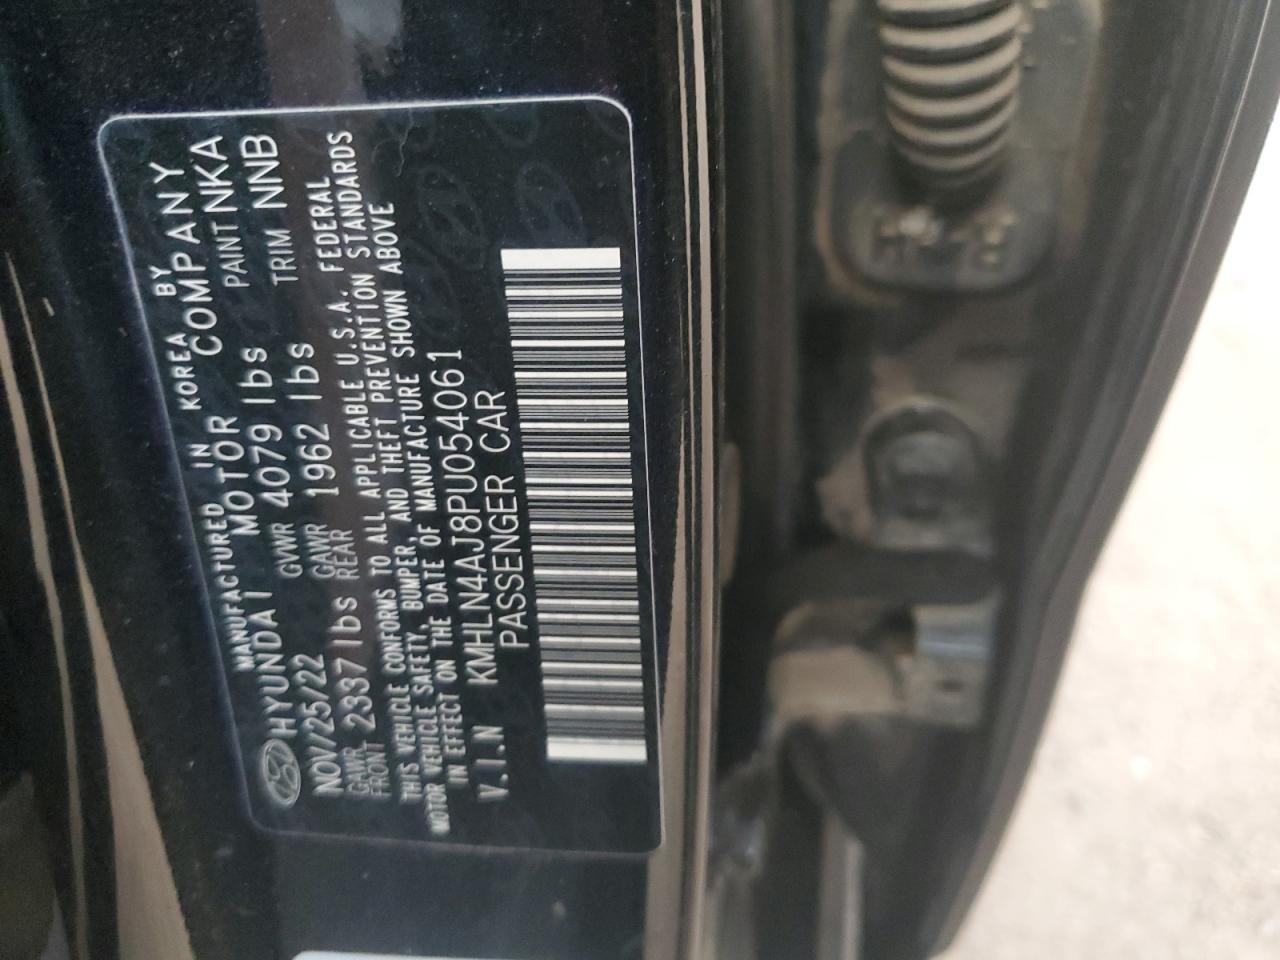 MANUFACTURED IN KOREA BY
HYUNDAI MOTOR COMPANY
NOV/25/22 GVWR 4079 lbs PAINT NKA
GAWR FRONT 2337 lbs GAWR REAR 1962 lbs TRIM NNB
THIS VEHICLE CONFORMS TO ALL APPLICABLE U.S.A. FEDERAL
MOTOR VEHICLE SAFETY, BUMPER, AND THEFT PREVENTION STANDARDS
IN EFFECT ON THE DATE OF MANUFACTURE SHOWN ABOVE
V.I.N KMHLN4AJ8PU054061
PASSENGER CAR